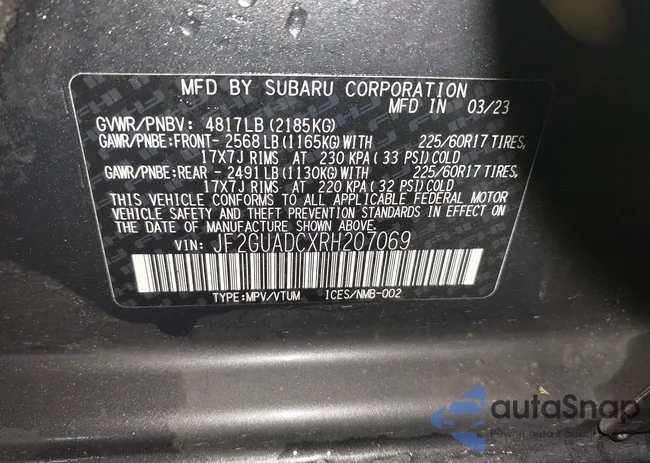 MFD BY SUBARU CORPORATION
MFD IN 03/23
GVWR/PNBV: 4817LB (2185KG)
GAWR/PNBE: FRONT- 2568LB (1165KG) WITH 225/60R17 TIRES,
17X7J RIMS AT 230 KPA ( 33 PSI) COLD
GAWR/PNBE: REAR - 2491LB (1130KG) WITH 225/60R17 TIRES,
17X7J RIMS AT 220 KPA ( 32 PSI) COLD
THIS VEHICLE CONFORMS TO ALL APPLICABLE FEDERAL MOTOR
VEHICLE SAFETY AND THEFT PREVENTION STANDARDS IN EFFECT ON
THE DATE OF MANUFACTURE SHOWN ABOVE.
VIN: JF2GUADCXRH207069
TYPE: MPV/VTUM ICES/NMB-002
autoSnap